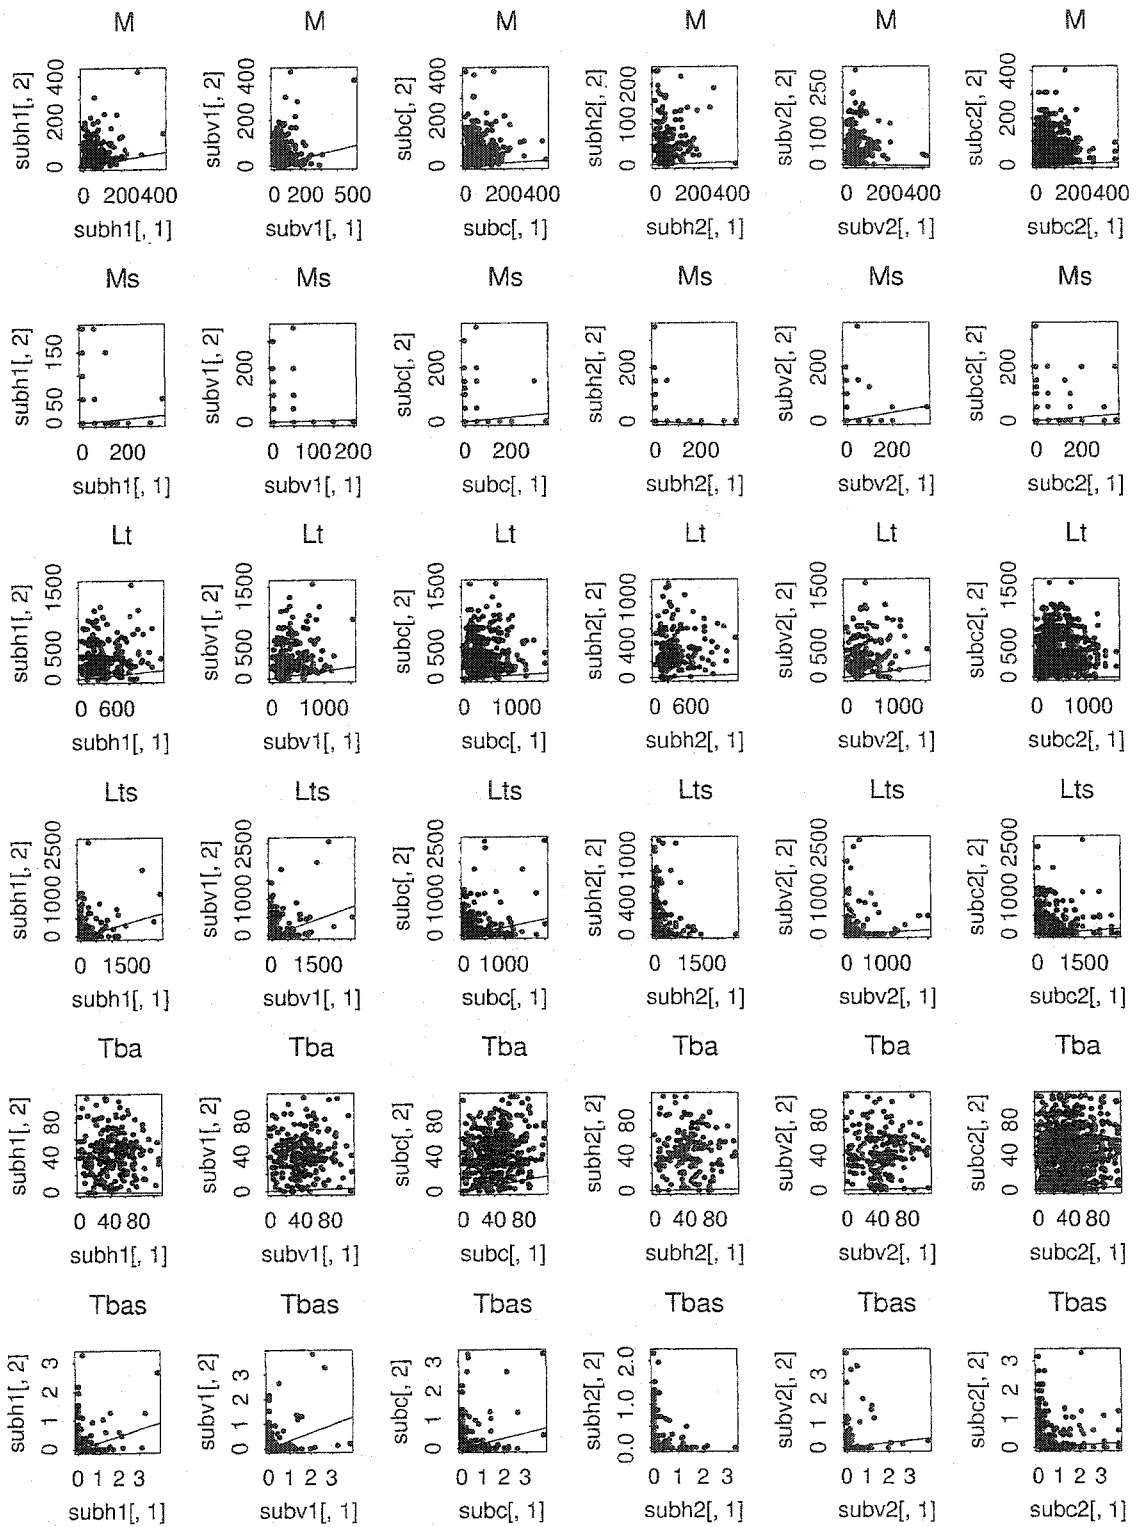 M M M M M M
subh1[, 2] 0 200 400 subv1[, 2] 0 200 400 subc[, 2] 0 200 400 subh2[, 2] 0 100 200 subv2[, 2] 0 100 250 subc2[, 2] 0 200 400
0 200400 0 200 500 0 200400 0 200400 0 200400 0 200400
subh1[, 1] subv1[, 1] subc[, 1] subh2[, 1] subv2[, 1] subc2[, 1]
Ms Ms Ms Ms Ms Ms
subh1[, 2] 0 50 150 subv1[, 2] 0 200 subc[, 2] 0 200 subh2[, 2] 0 200 subv2[, 2] 0 200 subc2[, 2] 0 200
0 200 0 100 200 0 200 0 200 0 200 0 200
subh1[, 1] subv1[, 1] subc[, 1] subh2[, 1] subv2[, 1] subc2[, 1]
Lt Lt Lt Lt Lt Lt
subh1[, 2] 0 500 1500 subv1[, 2] 0 500 1500 subc[, 2] 0 500 1500 subh2[, 2] 0 400 1000 subv2[, 2] 0 500 1500 subc2[, 2] 0 500 1500
0 600 0 1000 0 1000 0 600 0 1000 0 1000
subh1[, 1] subv1[, 1] subc[, 1] subh2[, 1] subv2[, 1] subc2[, 1]
Lts Lts Lts Lts Lts Lts
subh1[, 2] 0 1000 2500 subv1[, 2] 0 1000 2500 subc[, 2] 0 1000 2500 subh2[, 2] 0 400 1000 subv2[, 2] 0 1000 2500 subc2[, 2] 0 1000 2500
0 1500 0 1500 0 1000 0 1500 0 1000 0 1500
subh1[, 1] subv1[, 1] subc[, 1] subh2[, 1] subv2[, 1] subc2[, 1]
Tba Tba Tba Tba Tba Tba
subh1[, 2] 0 40 80 subv1[, 2] 0 40 80 subc[, 2] 0 40 80 subh2[, 2] 0 40 80 subv2[, 2] 0 40 80 subc2[, 2] 0 40 80
0 40 80 0 40 80 0 40 80 0 40 80 0 40 80 0 40 80
subh1[, 1] subv1[, 1] subc[, 1] subh2[, 1] subv2[, 1] subc2[, 1]
Tbas Tbas Tbas Tbas Tbas Tbas
subh1[, 2] 0 1 2 3 subv1[, 2] 0 1 2 3 subc[, 2] 0 1 2 3 subh2[, 2] 0.0 1.0 2.0 subv2[, 2] 0 1 2 3 subc2[, 2] 0 1 2 3
0 1 2 3 0 1 2 3 0 1 2 3 0 1 2 3 0 1 2 3 0 1 2 3
subh1[, 1] subv1[, 1] subc[, 1] subh2[, 1] subv2[, 1] subc2[, 1]